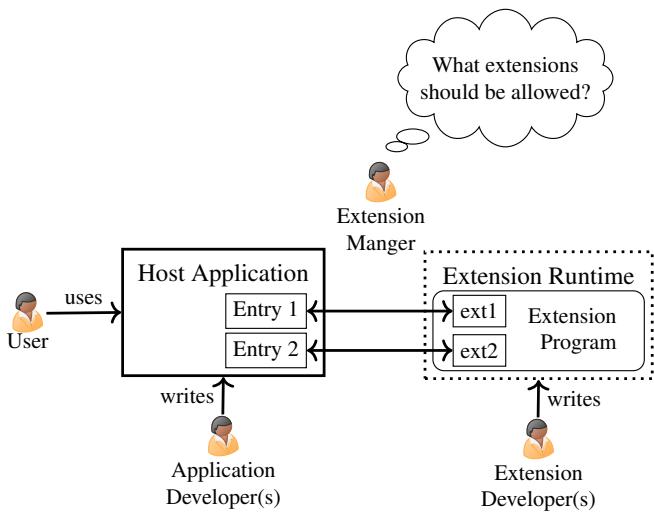 What extensions
should be allowed?
Extension
Manger
Host Application
Entry 1
Entry 2
Extension Runtime
ext1
ext2
Extension
Program
uses
User
writes
Application
Developer(s)
writes
Extension
Developer(s)